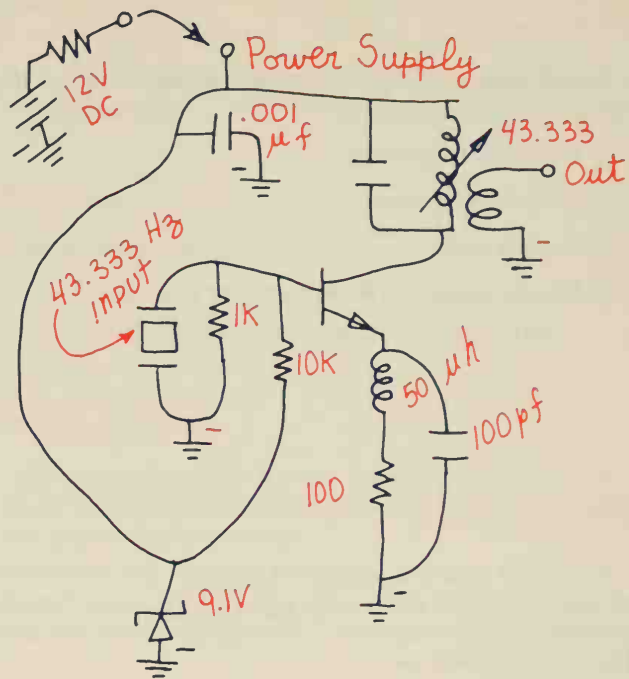 Power Supply
12V
DC
.001
μf
43.333
Out
43.333 Hz
input
1K
10K
50 μh
100pf
100
9.1V